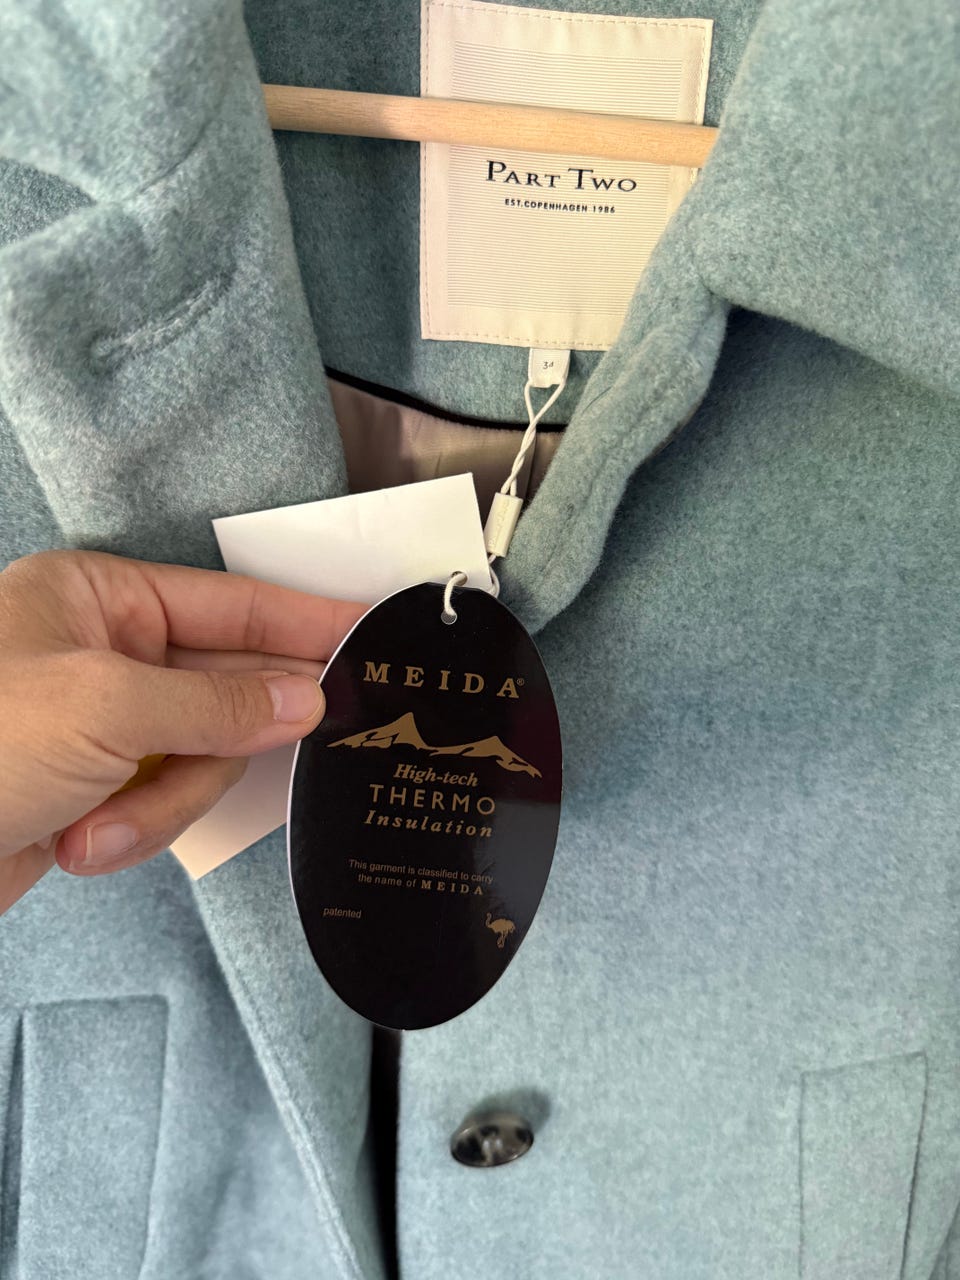 PART TWO
EST.COPENHAGEN 1986
34
MEIDA®
High-tech
THERMO
Insulation
This garment is classified to carry
the name of MEIDA
patented